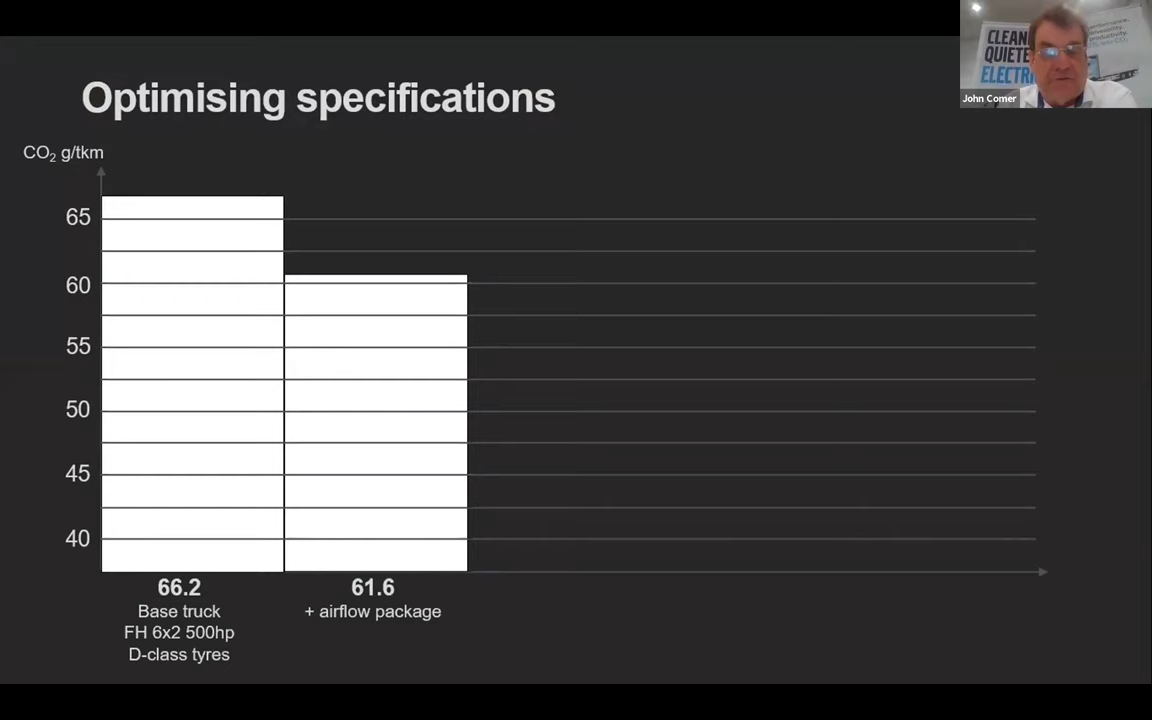 Optimising specifications
CO₂ g/tkm
65
60
55
50
45
40
66.2
Base truck
FH 6x2 500hp
D-class tyres
61.6
+ airflow package
CLEAN
QUIETE
ELECTRI
John Comer